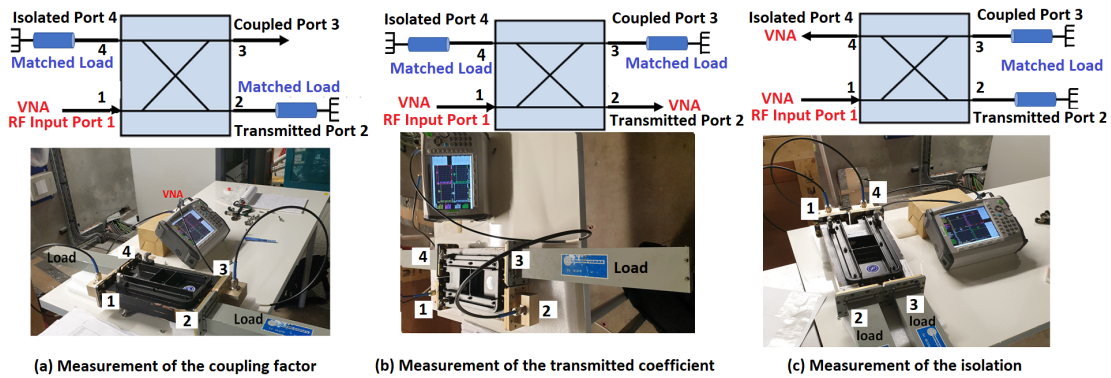 Isolated Port 4
4
Matched Load
Coupled Port 3
3
1
VNA
RF Input Port 1
2
Matched Load
Transmitted Port 2
VNA
Load
4
3
1
2
Load
(a) Measurement of the coupling factor
Isolated Port 4
4
Matched Load
Coupled Port 3
3
Matched Load
1
VNA
RF Input Port 1
2
VNA
Transmitted Port 2
4
3
Load
1
2
(b) Measurement of the transmitted coefficient
Isolated Port 4
VNA
4
Coupled Port 3
3
Matched Load
VNA
1
RF Input Port 1
2
Transmitted Port 2
1
4
3
2
load
load
(c) Measurement of the isolation